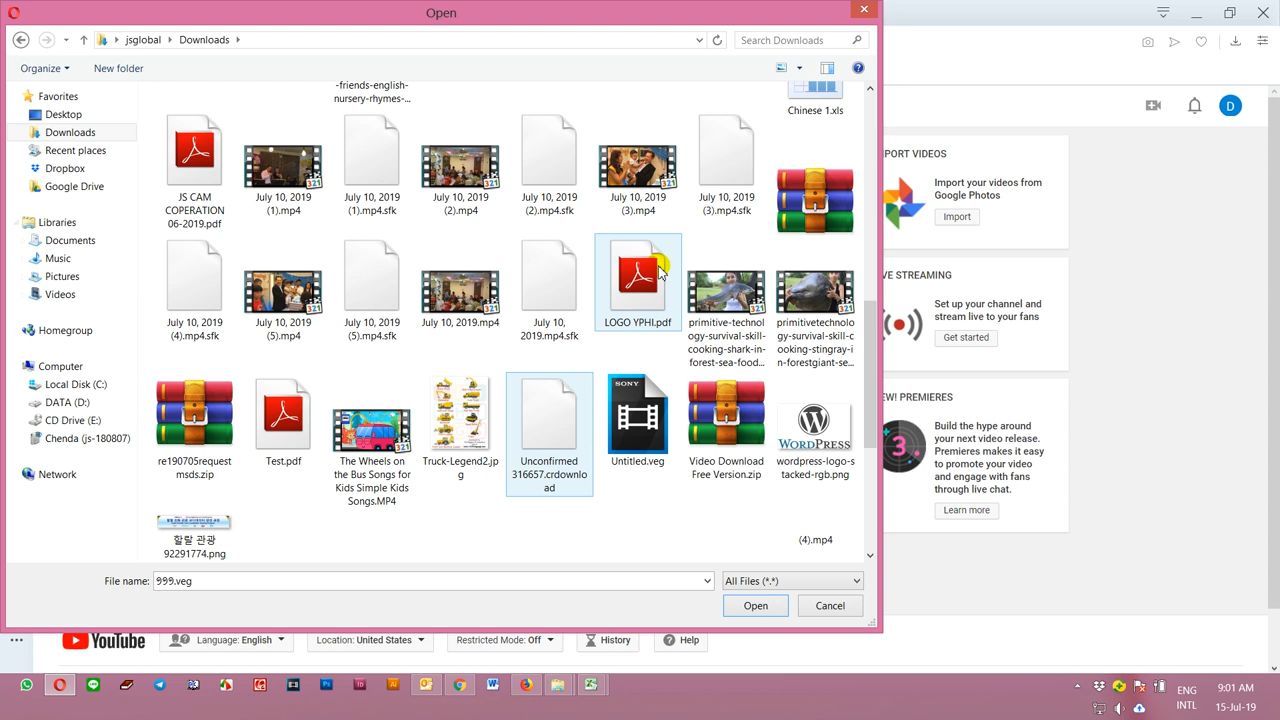 Open
jsglobal
Downloads
Search Downloads
Organize
New folder
Favorites
Desktop
Downloads
Recent places
Dropbox
Google Drive
Libraries
Documents
Music
Pictures
Videos
Homegroup
Computer
Local Disk (C:)
DATA (D:)
CD Drive (E:)
Chenda (js-180807)
Network
-friends-english
nursery-rhymes-...
Chinese 1.xls
JS CAM
COPERATION
06-2019.pdf
July 10, 2019
(1).mp4
July 10, 2019
(1).mp4.sfk
July 10, 2019
(2).mp4
July 10, 2019
(2).mp4.sfk
July 10, 2019
(3).mp4
July 10, 2019
(3).mp4.sfk
July 10, 2019
(4).mp4.sfk
July 10, 2019
(5).mp4
July 10, 2019
(5).mp4.sfk
July 10, 2019.mp4
July 10,
2019.mp4.sfk
LOGO YPHI.pdf
primitive-technol
ogy-survival-skill-
cooking-shark-in-
forest-sea-food...
primitivetechnolo
gy-survival-skill-
cooking-stingray-
in-forestgiant-se...
re190705request
msds.zip
Test.pdf
The Wheels on
the Bus Songs for
Kids Simple Kids
Songs.MP4
Truck-Legend2.jp
g
Unconfirmed
316657.crdownlo
ad
SONY
Untitled.veg
Video Download
Free Version.zip
WORDPRESS
wordpress-logo-s
tacked-rgb.png
할랄 관광
92291774.png
(4).mp4
File name:
999.veg
All Files (*.*)
Open
Cancel
D
PORT VIDEOS
Import your videos from
Google Photos
Import
VE STREAMING
Set up your channel and
stream live to your fans
Get started
EW! PREMIERES
Build the hype around
your next video release.
Premieres makes it easy
to promote your video
and engage with fans
through live chat.
Learn more
YouTube
Language: English
Location: United States
Restricted Mode: Off
History
Help
ENG
INTL
9:01 AM
15-Jul-19